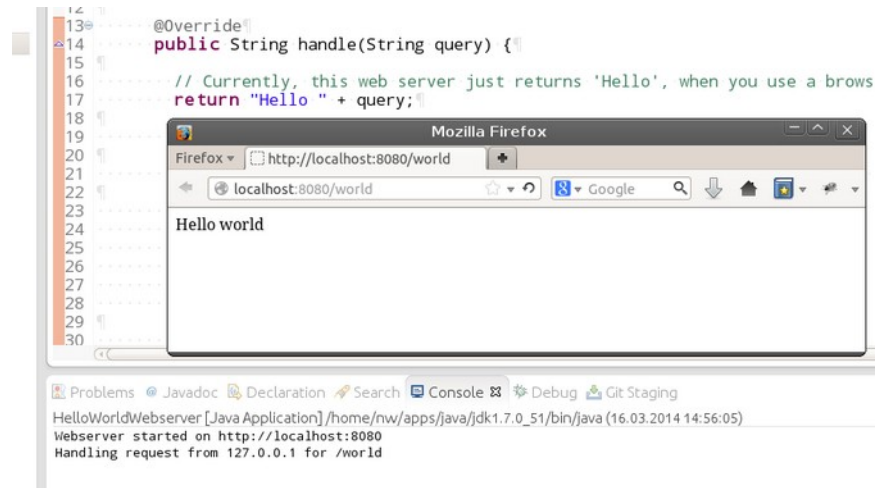 12
13 @Override
14 public String handle(String query) {
15
16 // Currently, this web server just returns 'Hello', when you use a brows
17 return "Hello " + query;
18
19
20
21
22
23
24
25
26
27
28
29
30
Mozilla Firefox
Firefox http://localhost:8080/world
localhost:8080/world Google
Hello world
Problems Javadoc Declaration Search Console Debug Git Staging
HelloWorldWebserver [Java Application] /home/nw/apps/java/jdk1.7.0_51/bin/java (16.03.2014 14:56:05)
Webserver started on http://localhost:8080
Handling request from 127.0.0.1 for /world